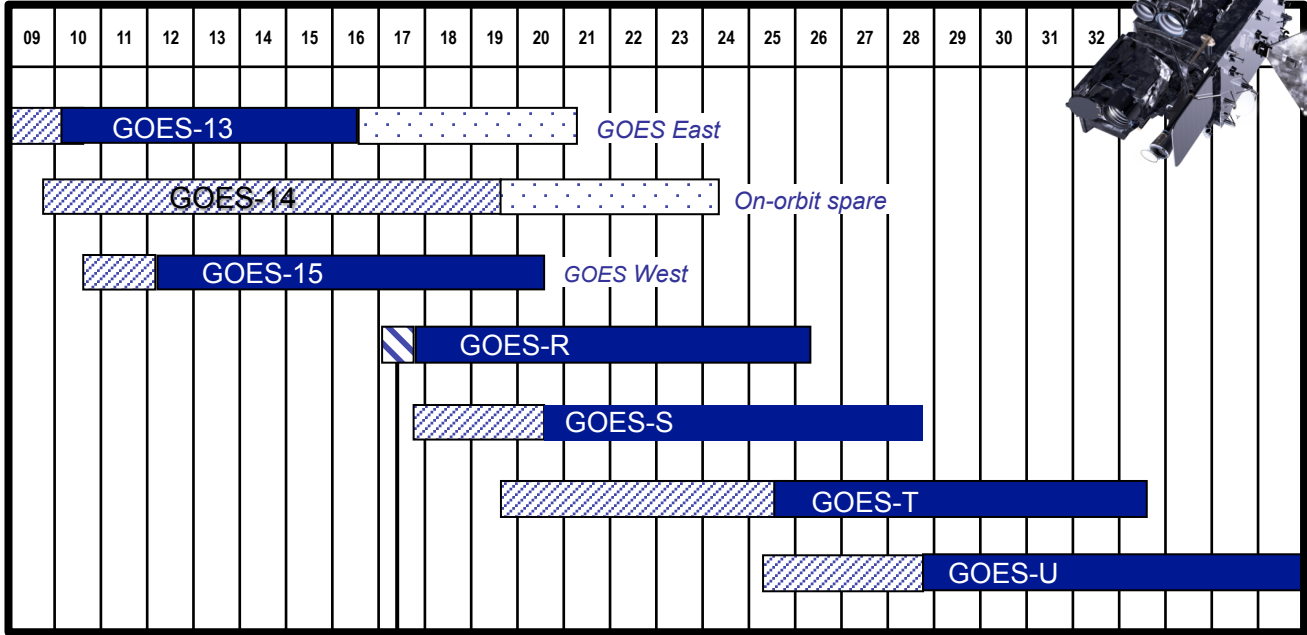 09 10 11 12 13 14 15 16 17 18 19 20 21 22 23 24 25 26 27 28 29 30 31 32
GOES-13 GOES East
GOES-14 On-orbit spare
GOES-15 GOES West
GOES-R
GOES-S
GOES-T
GOES-U